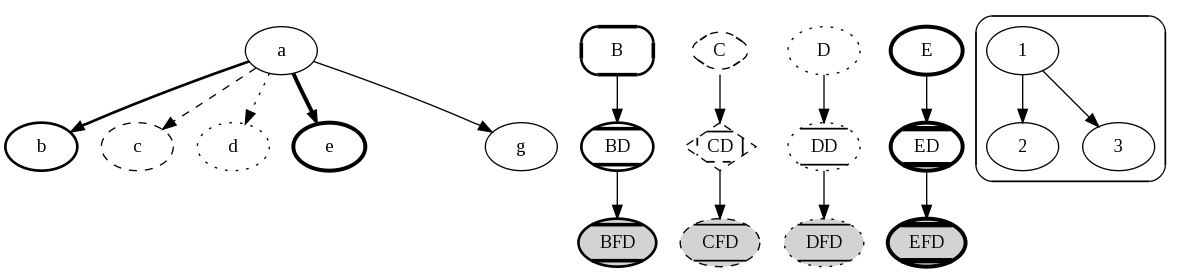 a B C D E 1
b c d e g BD CD DD ED 2 3
BFD CFD DFD EFD